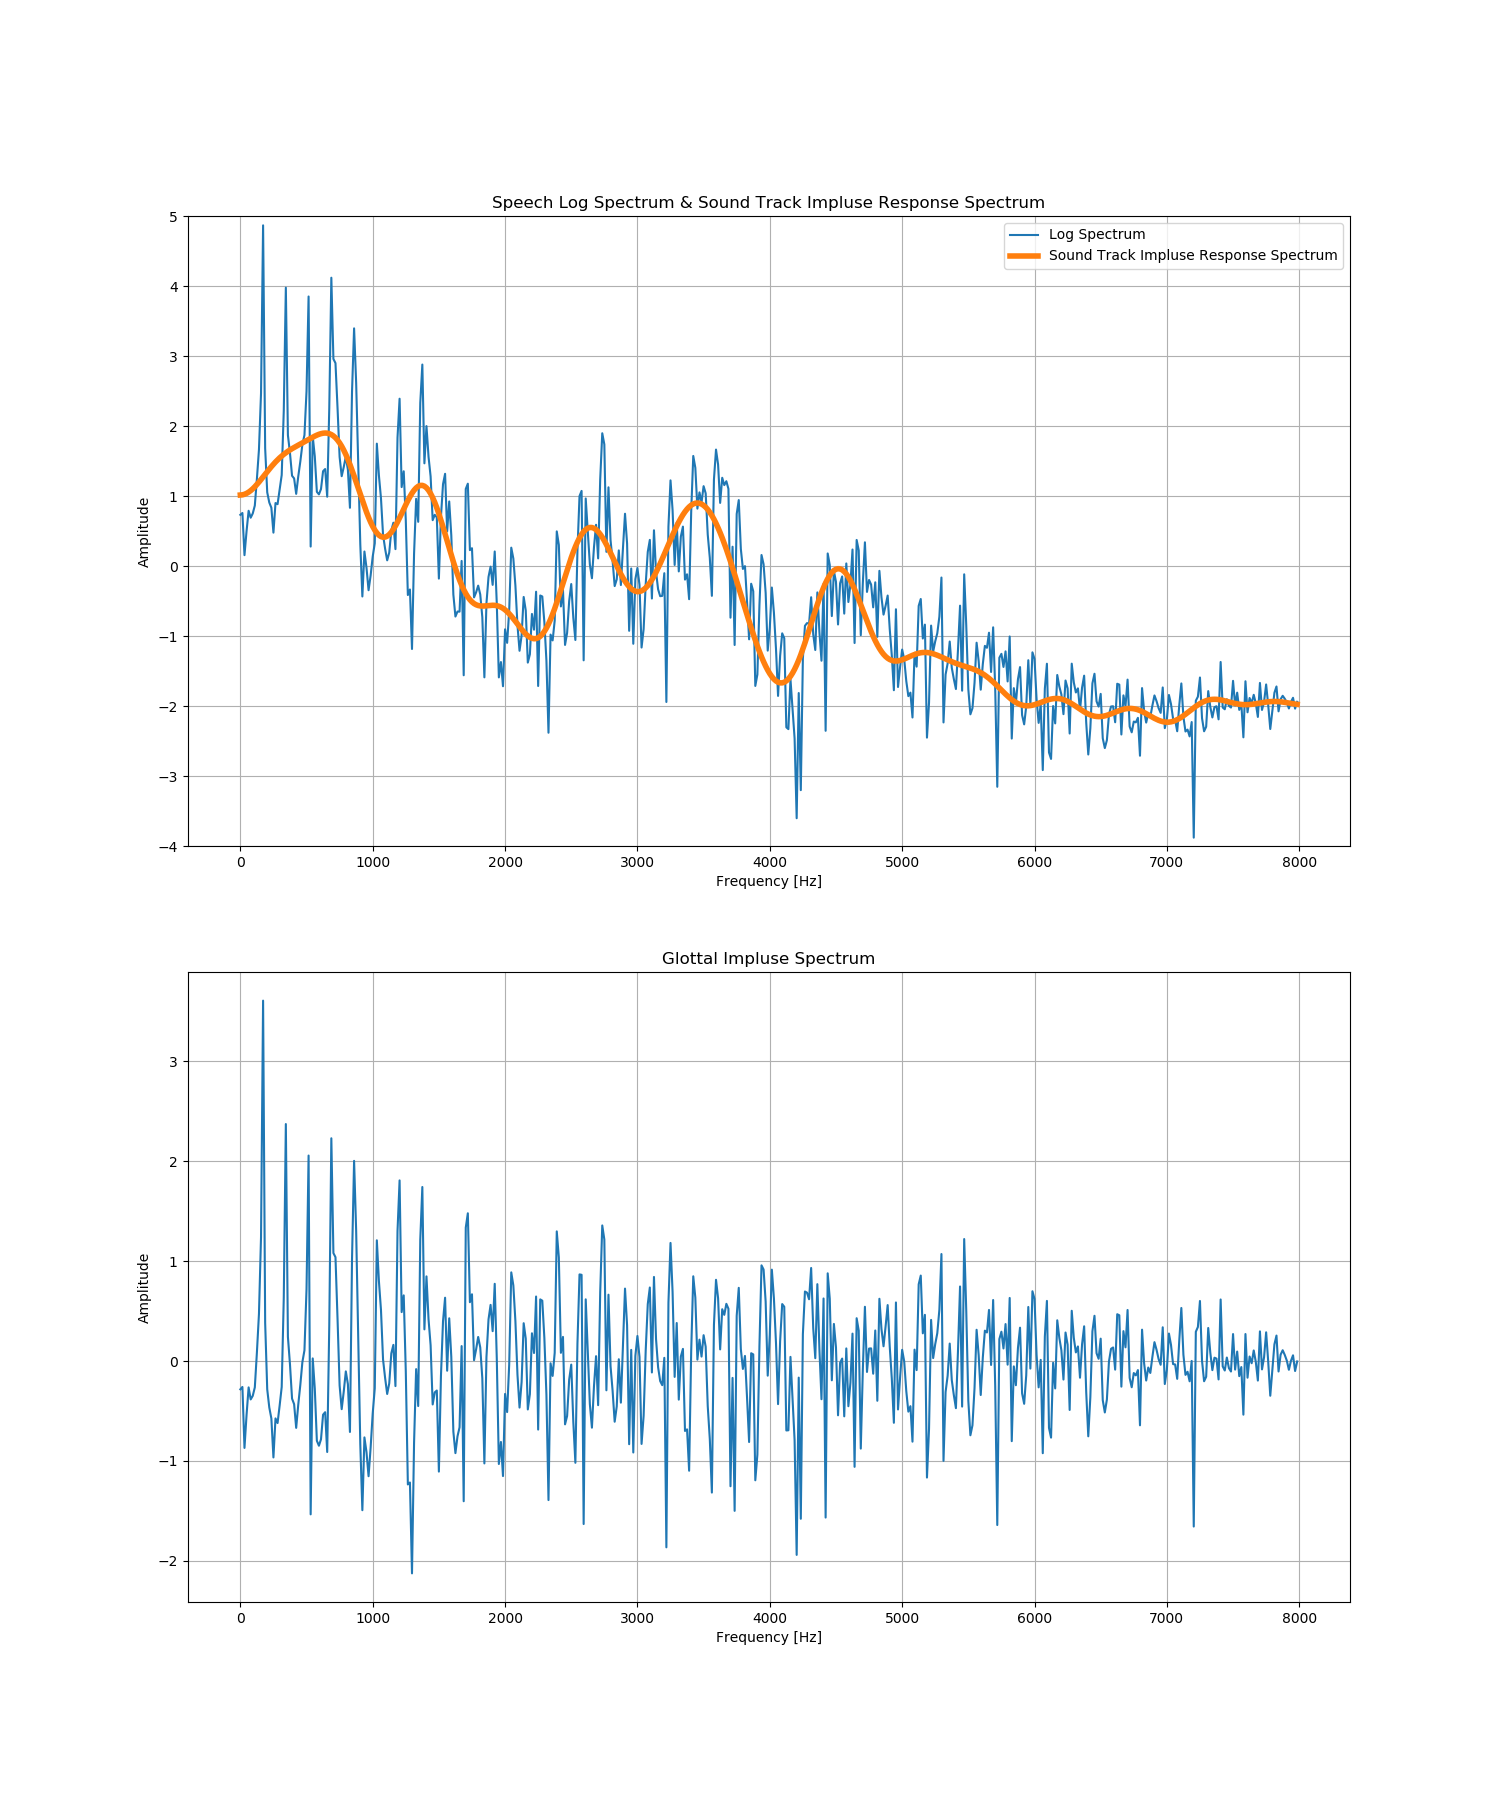 Speech Log Spectrum & Sound Track Impluse Response Spectrum
Log Spectrum
Sound Track Impluse Response Spectrum
Amplitude
5
4
3
2
1
0
−1
−2
−3
−4
0 1000 2000 3000 4000 5000 6000 7000 8000
Frequency [Hz]
Glottal Impluse Spectrum
Amplitude
3
2
1
0
−1
−2
0 1000 2000 3000 4000 5000 6000 7000 8000
Frequency [Hz]